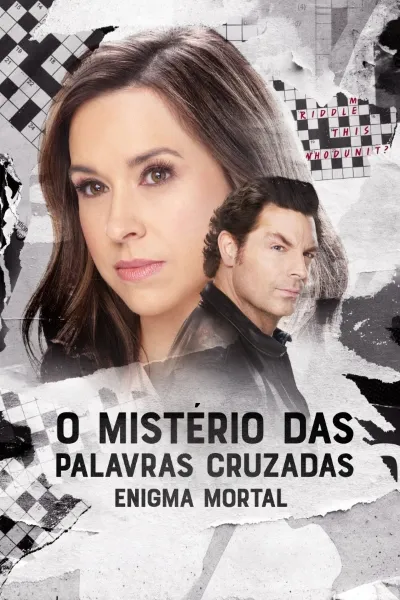 M
RIDDLE
THIS
WHODUNIT?
O MISTÉRIO DAS
PALAVRAS CRUZADAS
ENIGMA MORTAL